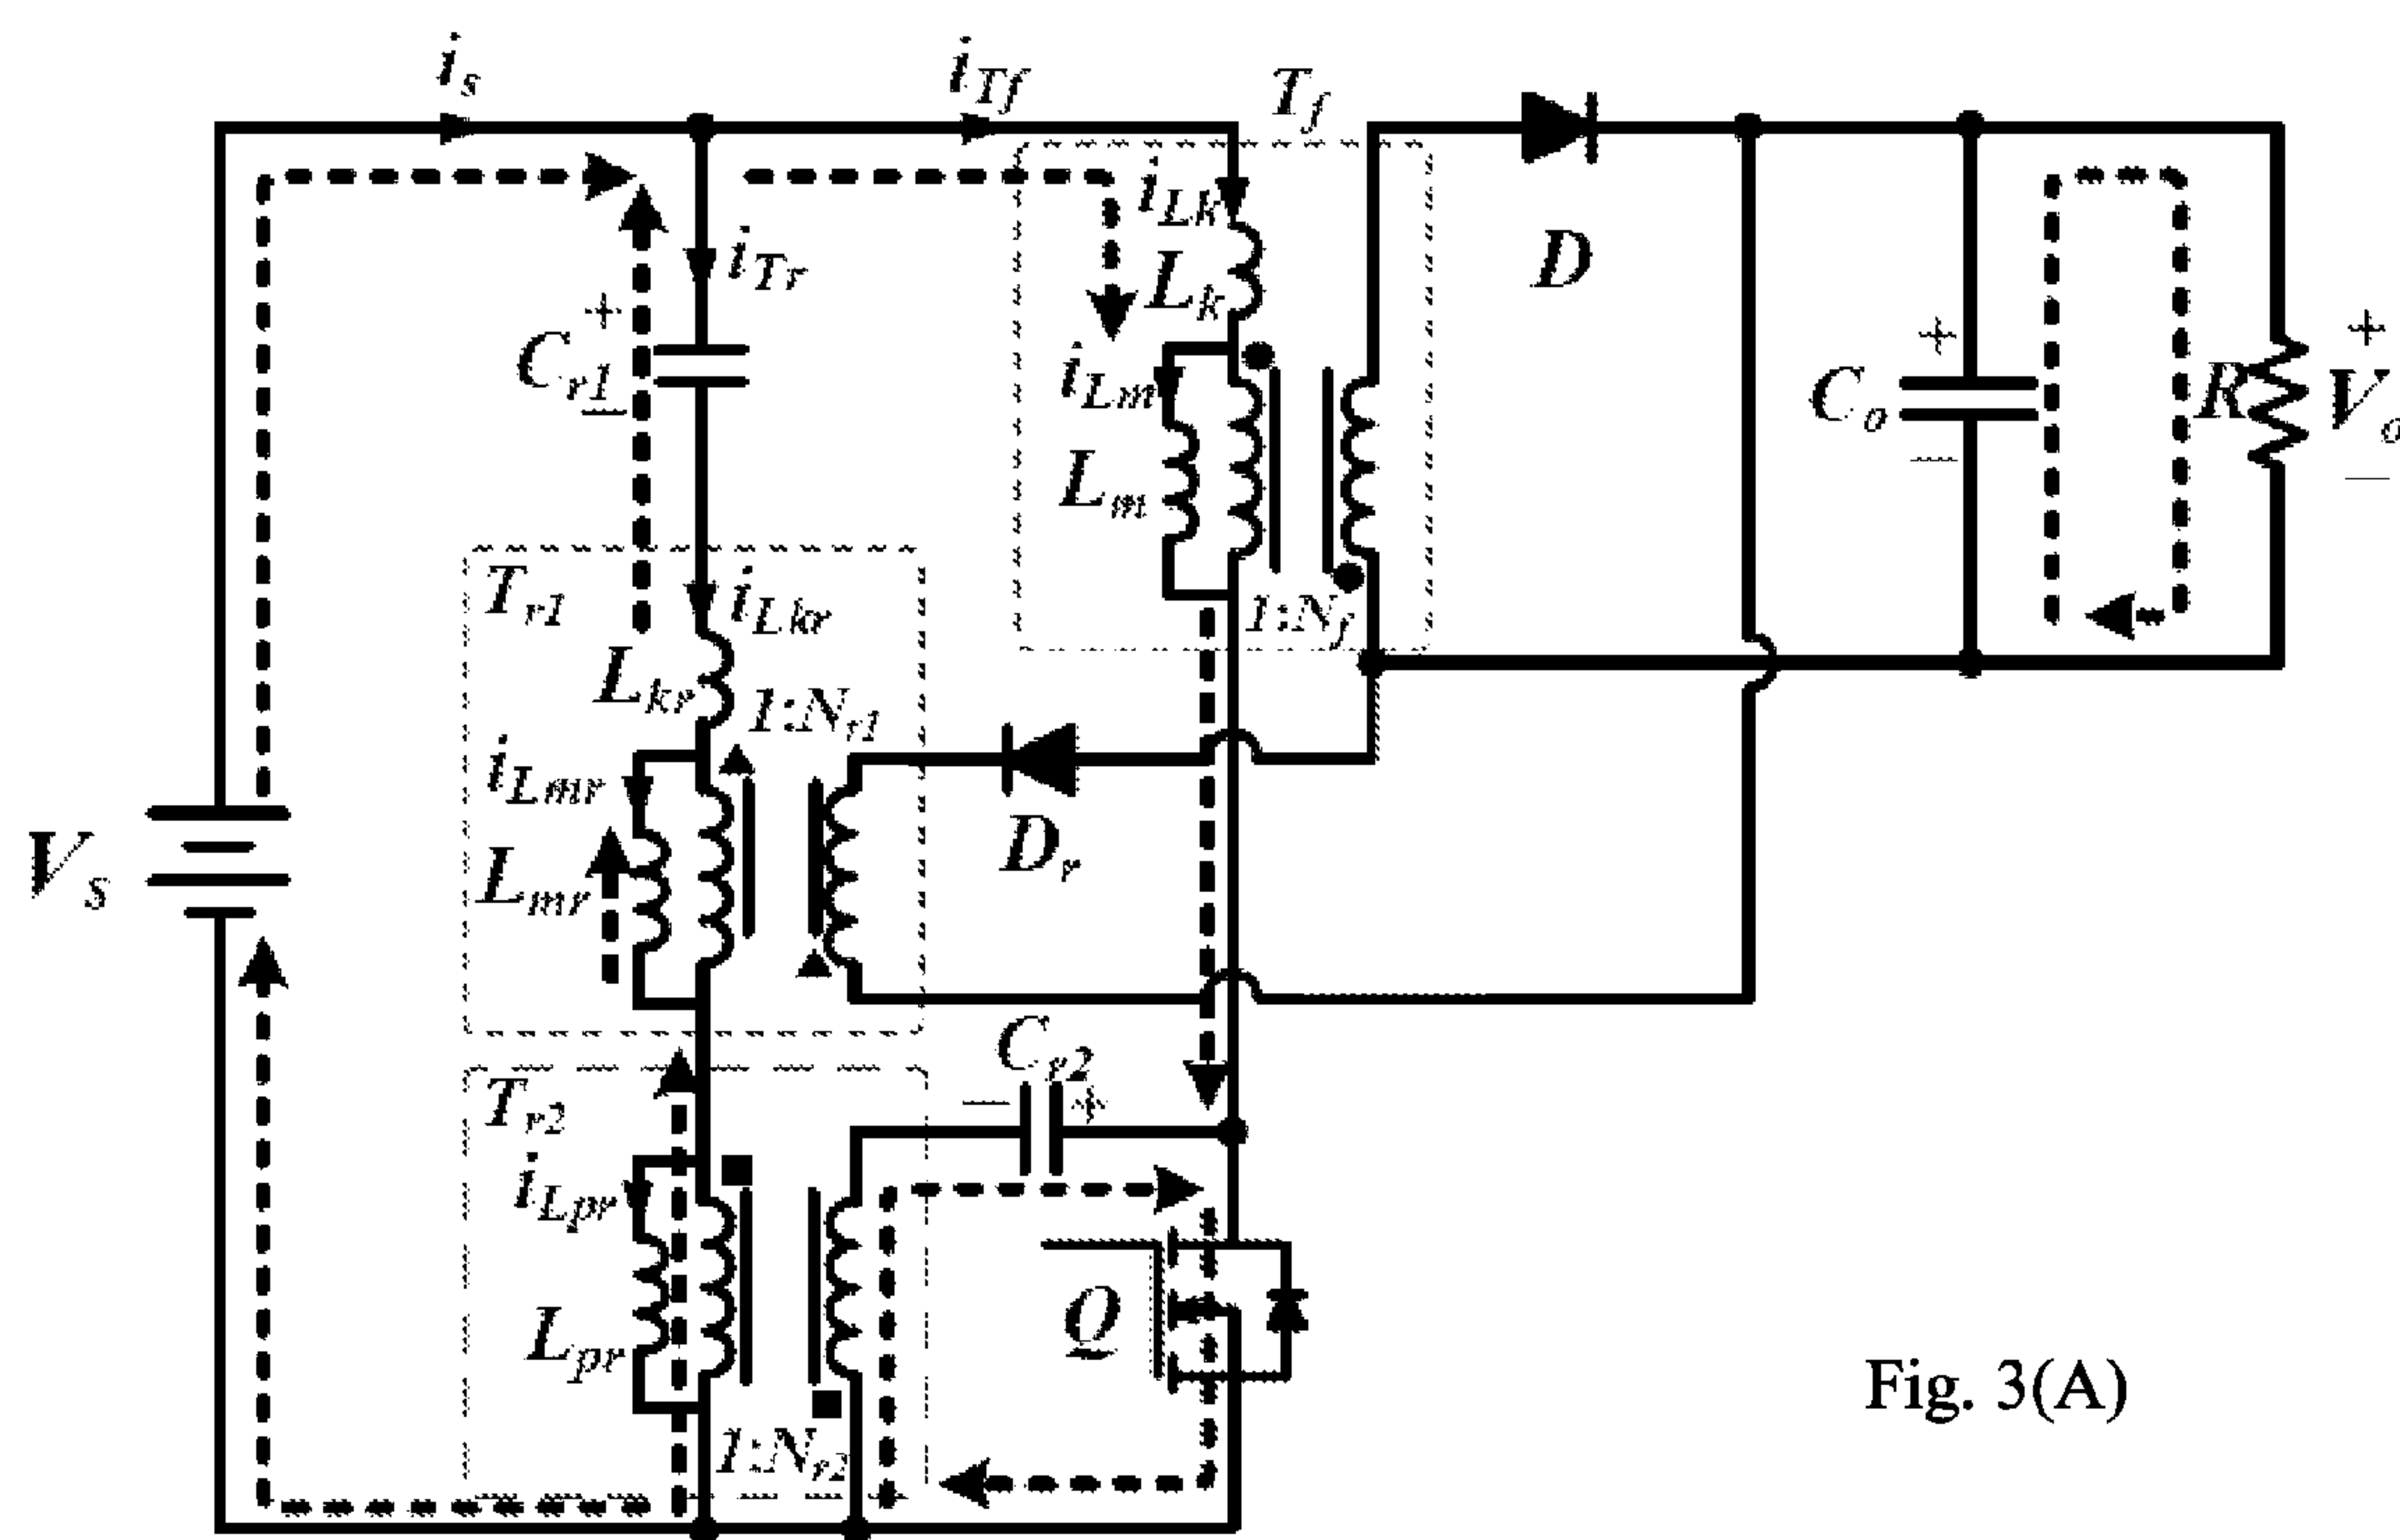 i_s
i_Tf
T_f
i_Lk
L_k
i_Tr
D
+
C_r1
−
i_Lm
L_m
+
C_o
−
R
+
V_o
−
T_r1
i_Lkr
1:N_f
L_kr
1:N_r1
i_Lmr
L_mr
D_r
V_s
C_r2
− +
T_r2
i_Lpr
L_pr
Q
1:N_r2
Fig. 3(A)